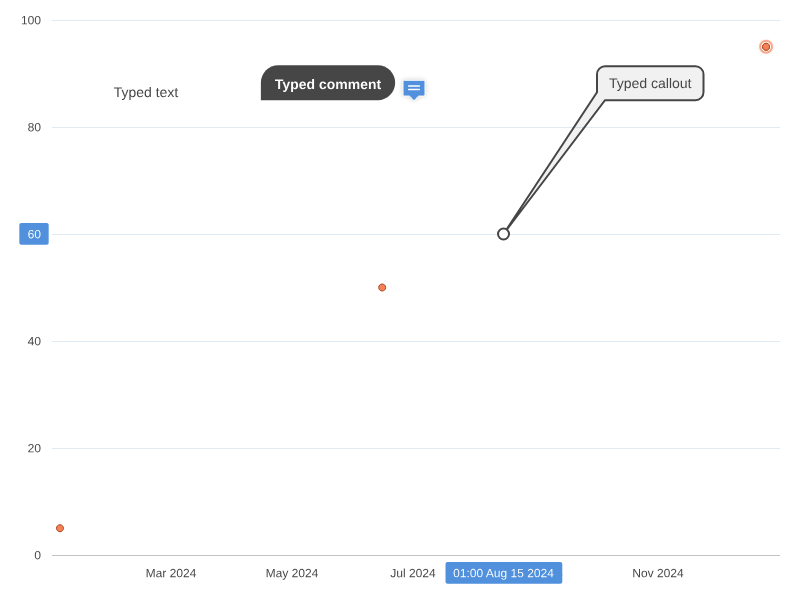 100
Typed comment
Typed callout
Typed text
80
60
40
20
0
Mar 2024
May 2024
Jul 2024
01:00 Aug 15 2024
Nov 2024